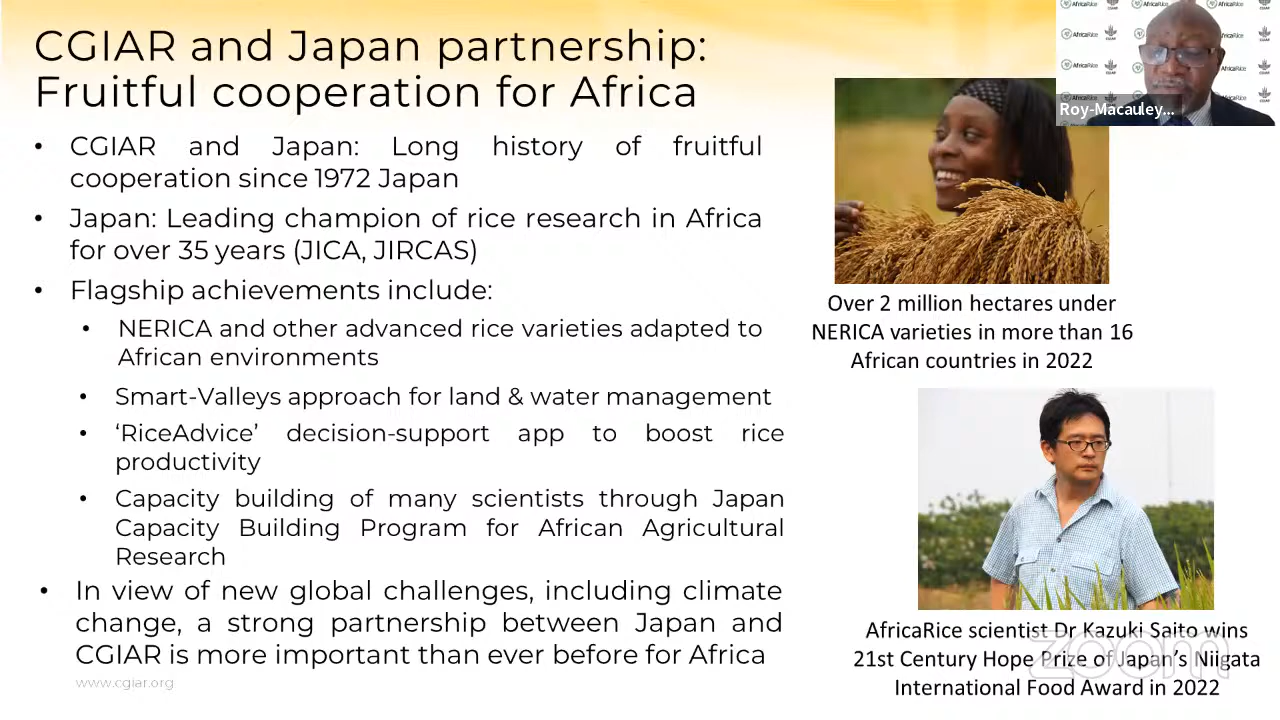 CGIAR and Japan partnership:
Fruitful cooperation for Africa
• CGIAR and Japan: Long history of fruitful
cooperation since 1972 Japan
• Japan: Leading champion of rice research in Africa
for over 35 years (JICA, JIRCAS)
• Flagship achievements include:
• NERICA and other advanced rice varieties adapted to
African environments
• Smart-Valleys approach for land & water management
• ‘RiceAdvice’ decision-support app to boost rice
productivity
• Capacity building of many scientists through Japan
Capacity Building Program for African Agricultural
Research
• In view of new global challenges, including climate
change, a strong partnership between Japan and
CGIAR is more important than ever before for Africa
www.cgiar.org
AfricaRice
CGIAR
Roy-Macauley...
Over 2 million hectares under
NERICA varieties in more than 16
African countries in 2022
AfricaRice scientist Dr Kazuki Saito wins
21st Century Hope Prize of Japan’s Niigata
International Food Award in 2022
zoom